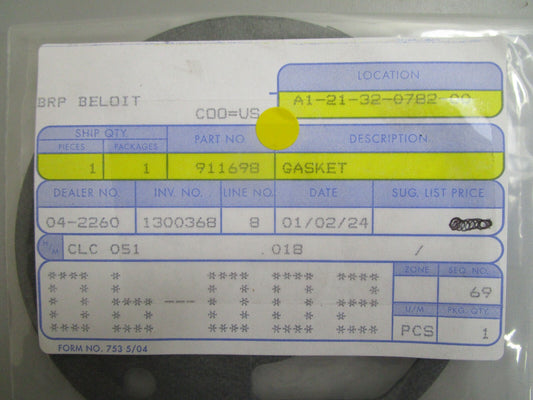 LOCATION
BRP BELOIT
COO=US
A1-21-32-0782-00
SHIP QTY.
PIECES PACKAGES PART NO. DESCRIPTION
1 1 911698 GASKET
DEALER NO. INV. NO. LINE NO. DATE SUG. LIST PRICE
04-2260 1300368 8 01/02/24
H/M CLC 051 .018 /
ZONE SEQ. NO.
69
U/M PKG. QTY.
PCS 1
FORM NO. 753 5/04